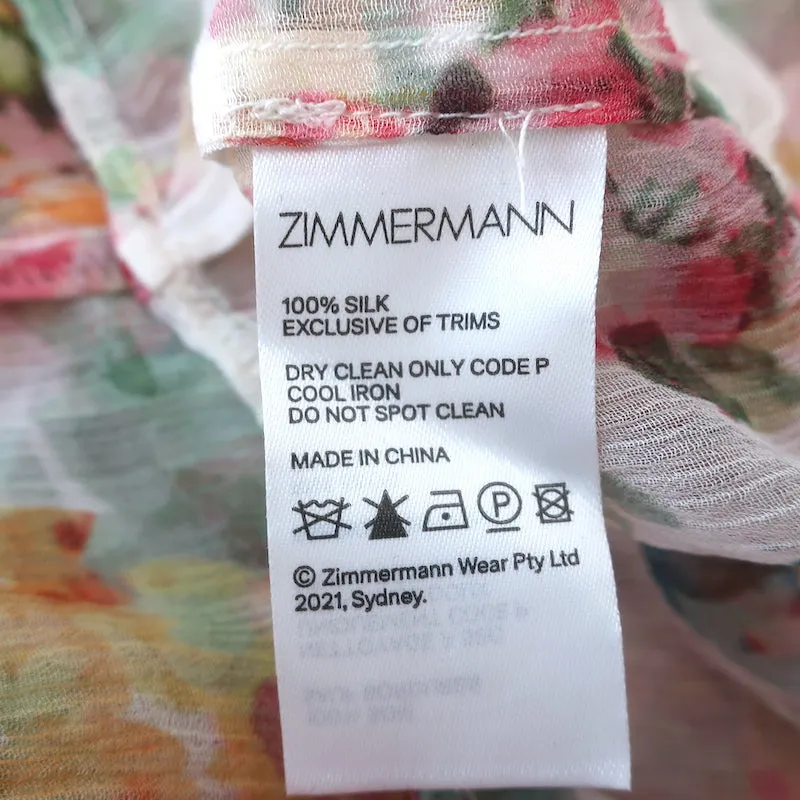 ZIMMERMANN
100% SILK
EXCLUSIVE OF TRIMS
DRY CLEAN ONLY CODE P
COOL IRON
DO NOT SPOT CLEAN
MADE IN CHINA
P
© Zimmermann Wear Pty Ltd
2021, Sydney.